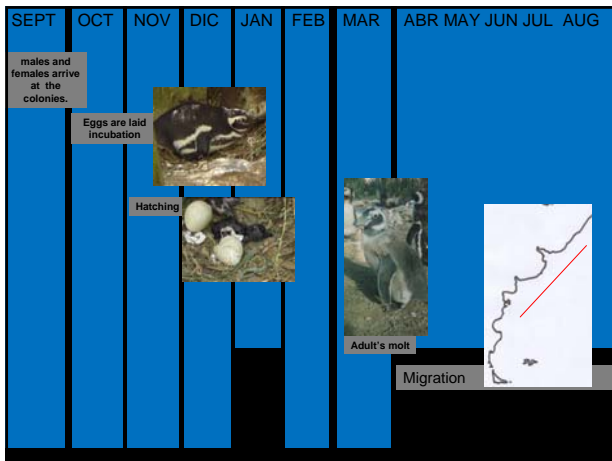 SEPT OCT NOV DIC JAN FEB MAR ABR MAY JUN JUL AUG
males and
females arrive
at the
colonies.
Eggs are laid
incubation
Hatching
Adult's molt
Migration